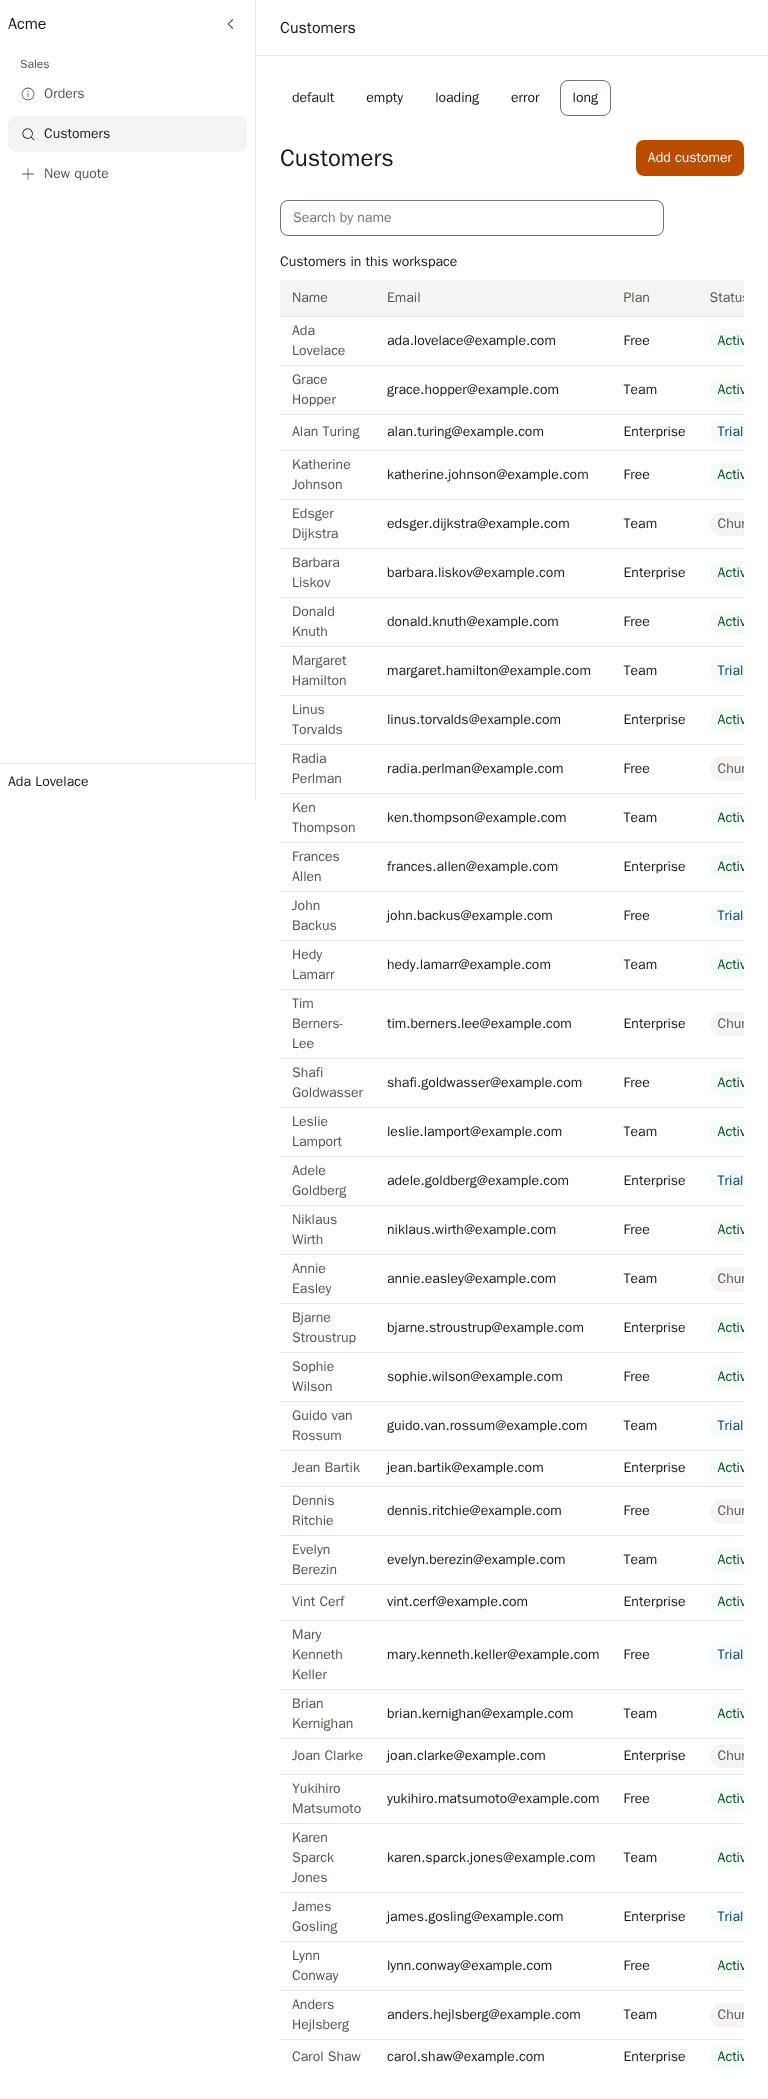 Acme
Sales
Orders
Customers
New quote
Ada Lovelace
Customers
default empty loading error long
Customers
Add customer
Search by name
Customers in this workspace
Name Email Plan
Ada Lovelace ada.lovelace@example.com Free
Grace Hopper grace.hopper@example.com Team
Alan Turing alan.turing@example.com Enterprise Trial
Katherine Johnson katherine.johnson@example.com Free
Edsger Dijkstra edsger.dijkstra@example.com Team
Barbara Liskov barbara.liskov@example.com Enterprise
Donald Knuth donald.knuth@example.com Free
Margaret Hamilton margaret.hamilton@example.com Team Trial
Linus Torvalds linus.torvalds@example.com Enterprise
Radia Perlman radia.perlman@example.com Free
Ken Thompson ken.thompson@example.com Team
Frances Allen frances.allen@example.com Enterprise
John Backus john.backus@example.com Free Trial
Hedy Lamarr hedy.lamarr@example.com Team
Tim Berners-Lee tim.berners.lee@example.com Enterprise
Shafi Goldwasser shafi.goldwasser@example.com Free
Leslie Lamport leslie.lamport@example.com Team
Adele Goldberg adele.goldberg@example.com Enterprise Trial
Niklaus Wirth niklaus.wirth@example.com Free
Annie Easley annie.easley@example.com Team
Bjarne Stroustrup bjarne.stroustrup@example.com Enterprise
Sophie Wilson sophie.wilson@example.com Free
Guido van Rossum guido.van.rossum@example.com Team Trial
Jean Bartik jean.bartik@example.com Enterprise
Dennis Ritchie dennis.ritchie@example.com Free
Evelyn Berezin evelyn.berezin@example.com Team
Vint Cerf vint.cerf@example.com Enterprise
Mary Kenneth Keller mary.kenneth.keller@example.com Free Trial
Brian Kernighan brian.kernighan@example.com Team
Joan Clarke joan.clarke@example.com Enterprise
Yukihiro Matsumoto yukihiro.matsumoto@example.com Free
Karen Sparck Jones karen.sparck.jones@example.com Team
James Gosling james.gosling@example.com Enterprise Trial
Lynn Conway lynn.conway@example.com Free
Anders Hejlsberg anders.hejlsberg@example.com Team
Carol Shaw carol.shaw@example.com Enterprise